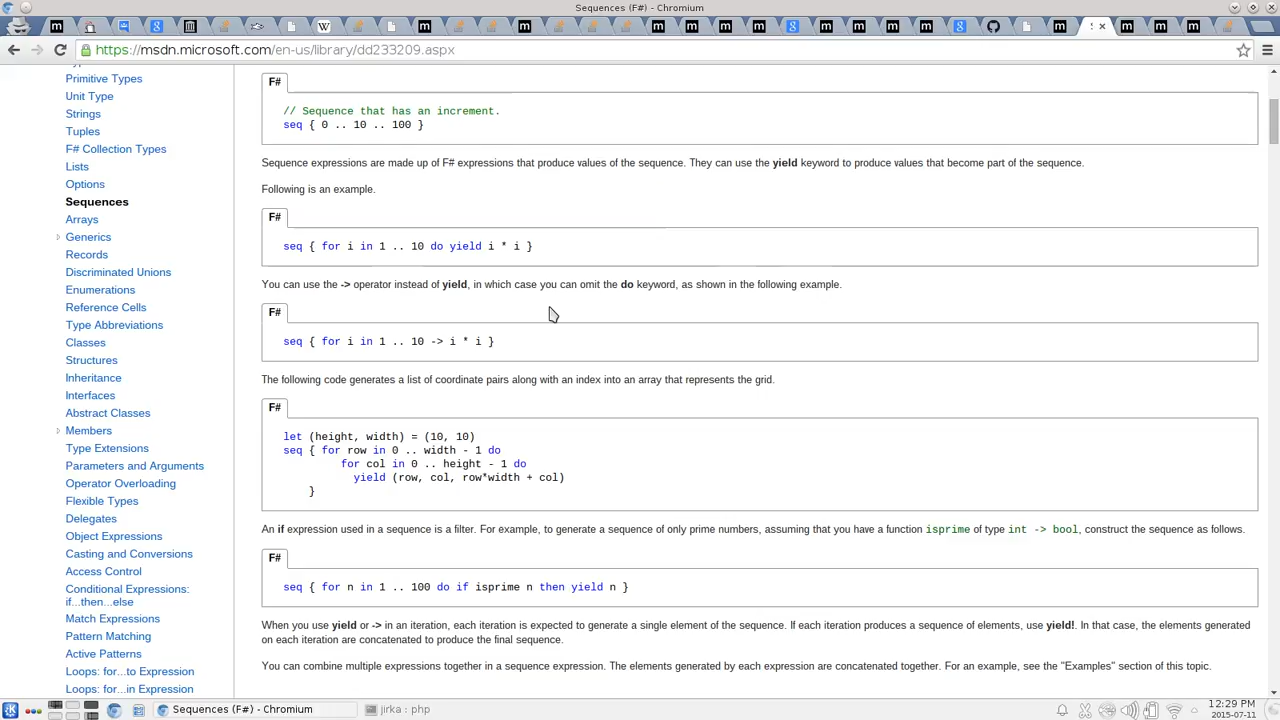 Sequences (F#) - Chromium
https://msdn.microsoft.com/en-us/library/dd233209.aspx
Primitive Types
Unit Type
Strings
Tuples
F# Collection Types
Lists
Options
Sequences
Arrays
Generics
Records
Discriminated Unions
Enumerations
Reference Cells
Type Abbreviations
Classes
Structures
Inheritance
Interfaces
Abstract Classes
Members
Type Extensions
Parameters and Arguments
Operator Overloading
Flexible Types
Delegates
Object Expressions
Casting and Conversions
Access Control
Conditional Expressions:
if...then...else
Match Expressions
Pattern Matching
Active Patterns
Loops: for...to Expression
Loops: for...in Expression
F#
// Sequence that has an increment.
seq { 0 .. 10 .. 100 }
Sequence expressions are made up of F# expressions that produce values of the sequence. They can use the yield keyword to produce values that become part of the sequence.
Following is an example.
F#
seq { for i in 1 .. 10 do yield i * i }
You can use the -> operator instead of yield, in which case you can omit the do keyword, as shown in the following example.
F#
seq { for i in 1 .. 10 -> i * i }
The following code generates a list of coordinate pairs along with an index into an array that represents the grid.
F#
let (height, width) = (10, 10)
seq { for row in 0 .. width - 1 do
for col in 0 .. height - 1 do
yield (row, col, row*width + col)
}
An if expression used in a sequence is a filter. For example, to generate a sequence of only prime numbers, assuming that you have a function isprime of type int -> bool, construct the sequence as follows.
F#
seq { for n in 1 .. 100 do if isprime n then yield n }
When you use yield or -> in an iteration, each iteration is expected to generate a single element of the sequence. If each iteration produces a sequence of elements, use yield!. In that case, the elements generated
on each iteration are concatenated to produce the final sequence.
You can combine multiple expressions together in a sequence expression. The elements generated by each expression are concatenated together. For an example, see the "Examples" section of this topic.
Sequences (F#) - Chromium
jirka : php
12:29 PM
2015-07-11